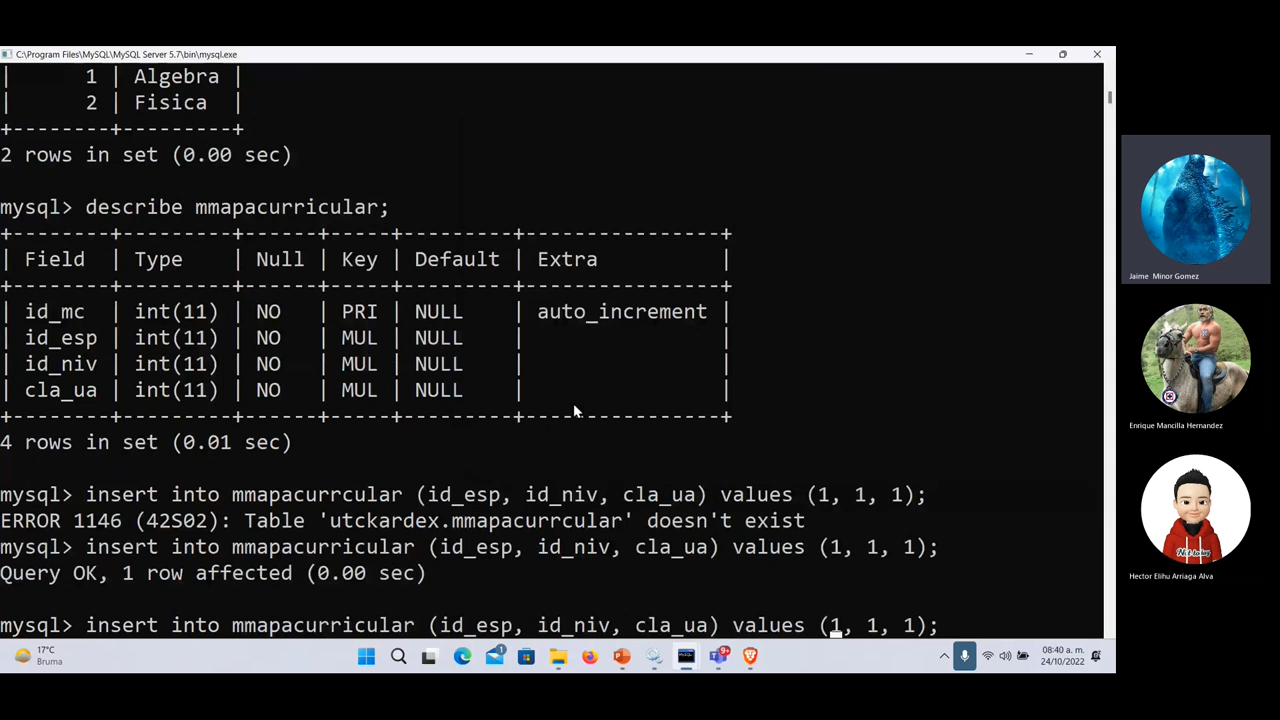 C:\Program Files\MySQL\MySQL Server 5.7\bin\mysql.exe
| 1 | Algebra |
| 2 | Fisica |
+--------+---------+
2 rows in set (0.00 sec)
mysql> describe mmapacurricular;
+--------+---------+------+-----+---------+----------------+
| Field | Type | Null | Key | Default | Extra |
+--------+---------+------+-----+---------+----------------+
| id_mc | int(11) | NO | PRI | NULL | auto_increment |
| id_esp | int(11) | NO | MUL | NULL | |
| id_niv | int(11) | NO | MUL | NULL | |
| cla_ua | int(11) | NO | MUL | NULL | |
+--------+---------+------+-----+---------+----------------+
4 rows in set (0.01 sec)
mysql> insert into mmapacurrcular (id_esp, id_niv, cla_ua) values (1, 1, 1);
ERROR 1146 (42S02): Table 'utckardex.mmapacurrcular' doesn't exist
mysql> insert into mmapacurricular (id_esp, id_niv, cla_ua) values (1, 1, 1);
Query OK, 1 row affected (0.00 sec)
mysql> insert into mmapacurricular (id_esp, id_niv, cla_ua) values (1, 1, 1);
Jaime Minor Gomez
Enrique Mancilla Hernandez
Not today
Hector Elihu Arriaga Alva
17°C
Bruma
1
9+
08:40 a. m.
24/10/2022